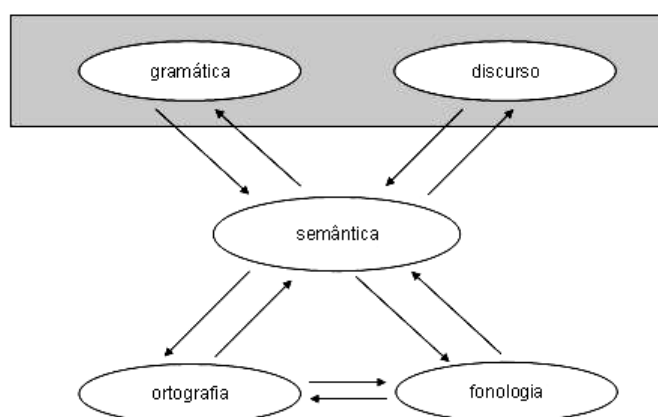 gramática
discurso
semântica
ortografia
fonologia